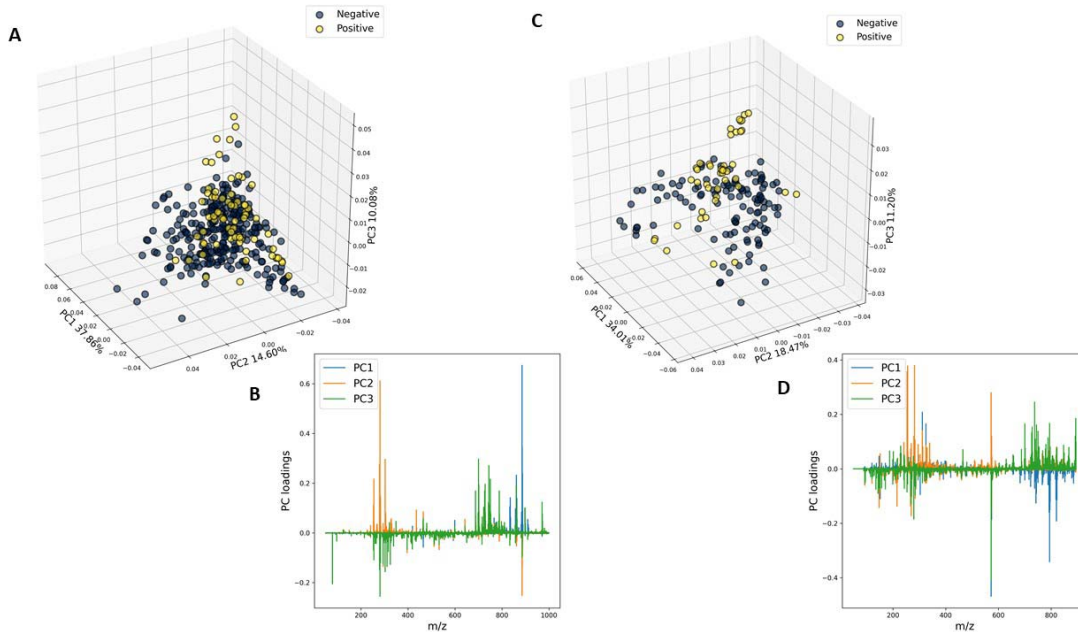 A
Negative
Positive
0.05
0.04
0.03
0.02
0.01
0.00
−0.01
−0.02
PC3 10.08%
0.08
0.06
0.04
0.02
0.00
−0.02
−0.04
PC1 37.86%
0.04
0.02
0.00
−0.02
−0.04
PC2 14.60%
C
Negative
Positive
0.03
0.02
0.01
0.00
−0.01
−0.02
−0.03
PC3 11.20%
0.06
0.04
0.02
0.00
−0.02
−0.04
−0.06
PC1 34.01%
0.04
0.03
0.02
0.01
0.00
−0.01
−0.02
−0.03
−0.04
PC2 18.47%
B
PC1
PC2
PC3
0.6
0.4
0.2
0.0
−0.2
PC loadings
200
400
600
800
1000
m/z
D
PC1
PC2
PC3
0.4
0.2
0.0
−0.2
−0.4
PC loadings
200
400
600
800
m/z